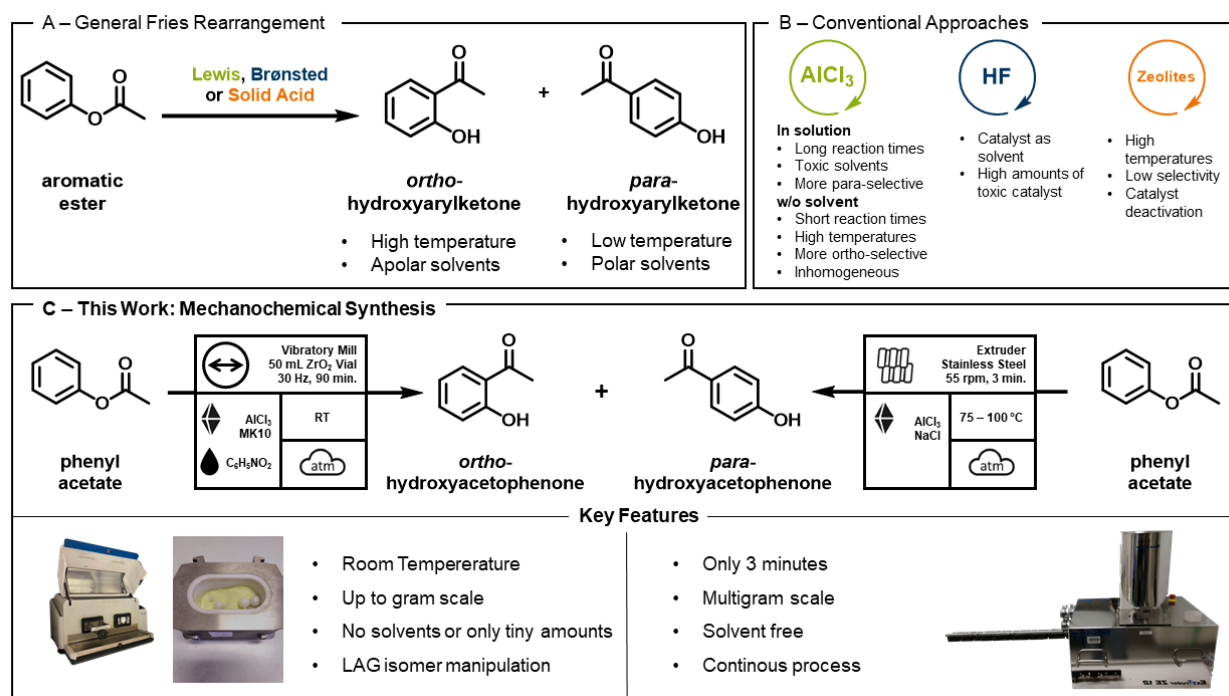 A – General Fries Rearrangement
O
O
Lewis, Brønsted
or Solid Acid
O
OH
+
O
OH
aromatic
ester
ortho-
hydroxyarylketone
para-
hydroxyarylketone
• High temperature
• Apolar solvents
• Low temperature
• Polar solvents
B – Conventional Approaches
AlCl₃
In solution
• Long reaction times
• Toxic solvents
• More para-selective
w/o solvent
• Short reaction times
• High temperatures
• More ortho-selective
• Inhomogeneous
HF
• Catalyst as
solvent
• High amounts of
toxic catalyst
Zeolites
• High
temperatures
• Low selectivity
• Catalyst
deactivation
C – This Work: Mechanochemical Synthesis
O
O
phenyl
acetate
Vibratory Mill
50 mL ZrO₂ Vial
30 Hz, 90 min.
AlCl₃
MK10
RT
C₆H₅NO₂
atm
O
OH
ortho-
hydroxyacetophenone
+
O
OH
para-
hydroxyacetophenone
Extruder
Stainless Steel
55 rpm, 3 min.
AlCl₃
NaCl
75 – 100 °C
atm
O
O
phenyl
acetate
Key Features
• Room Tempererature
• Up to gram scale
• No solvents or only tiny amounts
• LAG isomer manipulation
• Only 3 minutes
• Multigram scale
• Solvent free
• Continous process
ZE 12